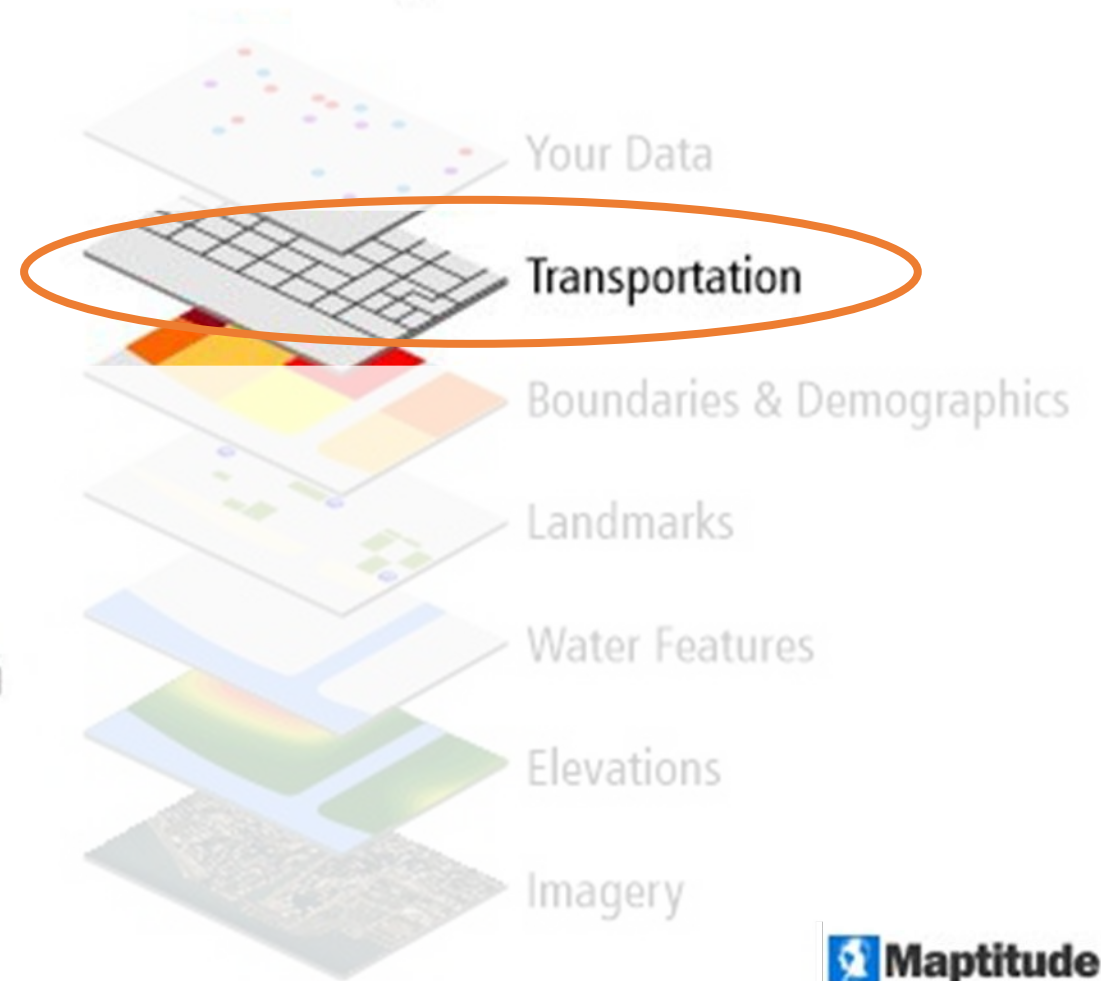 Your Data
Transportation
Boundaries & Demographics
Landmarks
Water Features
Elevations
Imagery
Maptitude